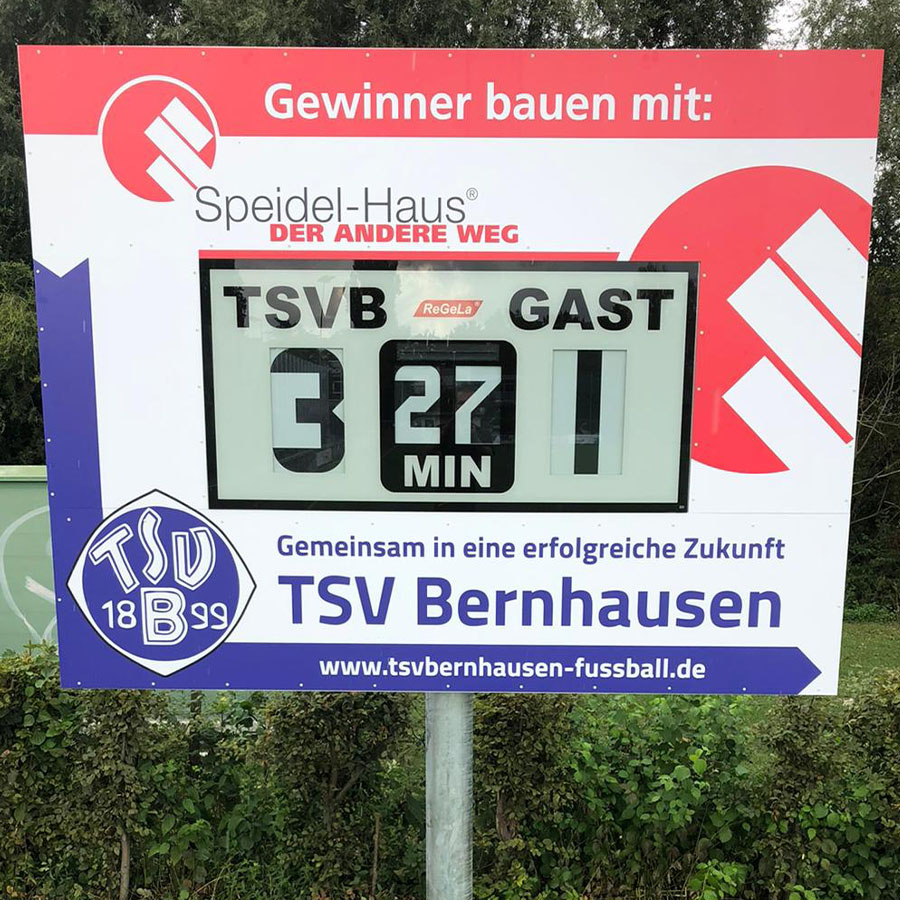 Gewinner bauen mit:
Speidel-Haus®
DER ANDERE WEG
TSVB ReGeLa® GAST
3 27 1
MIN
Gemeinsam in eine erfolgreiche Zukunft
TSV Bernhausen
TSV
18 B 99
www.tsvbernhausen-fussball.de